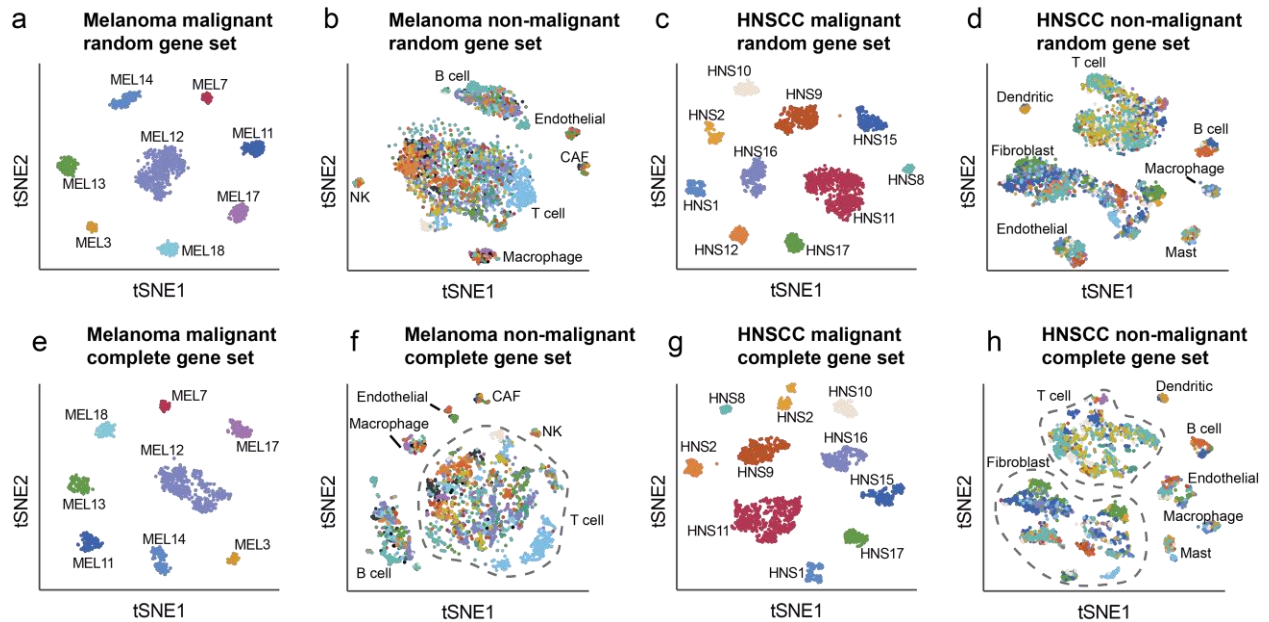 a
Melanoma malignant
random gene set
MEL14
MEL7
MEL12
MEL11
MEL13
MEL17
MEL3
MEL18
tSNE2
tSNE1
b
Melanoma non-malignant
random gene set
B cell
Endothelial
CAF
NK
T cell
Macrophage
tSNE2
tSNE1
c
HNSCC malignant
random gene set
HNS10
HNS9
HNS2
HNS15
HNS16
HNS8
HNS1
HNS11
HNS12
HNS17
tSNE2
tSNE1
d
HNSCC non-malignant
random gene set
T cell
Dendritic
B cell
Fibroblast
Macrophage
Endothelial
Mast
tSNE2
tSNE1
e
Melanoma malignant
complete gene set
MEL7
MEL18
MEL17
MEL12
MEL13
MEL14
MEL3
MEL11
tSNE2
tSNE1
f
Melanoma non-malignant
complete gene set
Endothelial
CAF
Macrophage
NK
T cell
B cell
tSNE2
tSNE1
g
HNSCC malignant
complete gene set
HNS8
HNS10
HNS2
HNS16
HNS2
HNS9
HNS15
HNS11
HNS17
HNS1
tSNE2
tSNE1
h
HNSCC non-malignant
complete gene set
Dendritic
T cell
B cell
Fibroblast
Endothelial
Macrophage
Mast
tSNE2
tSNE1